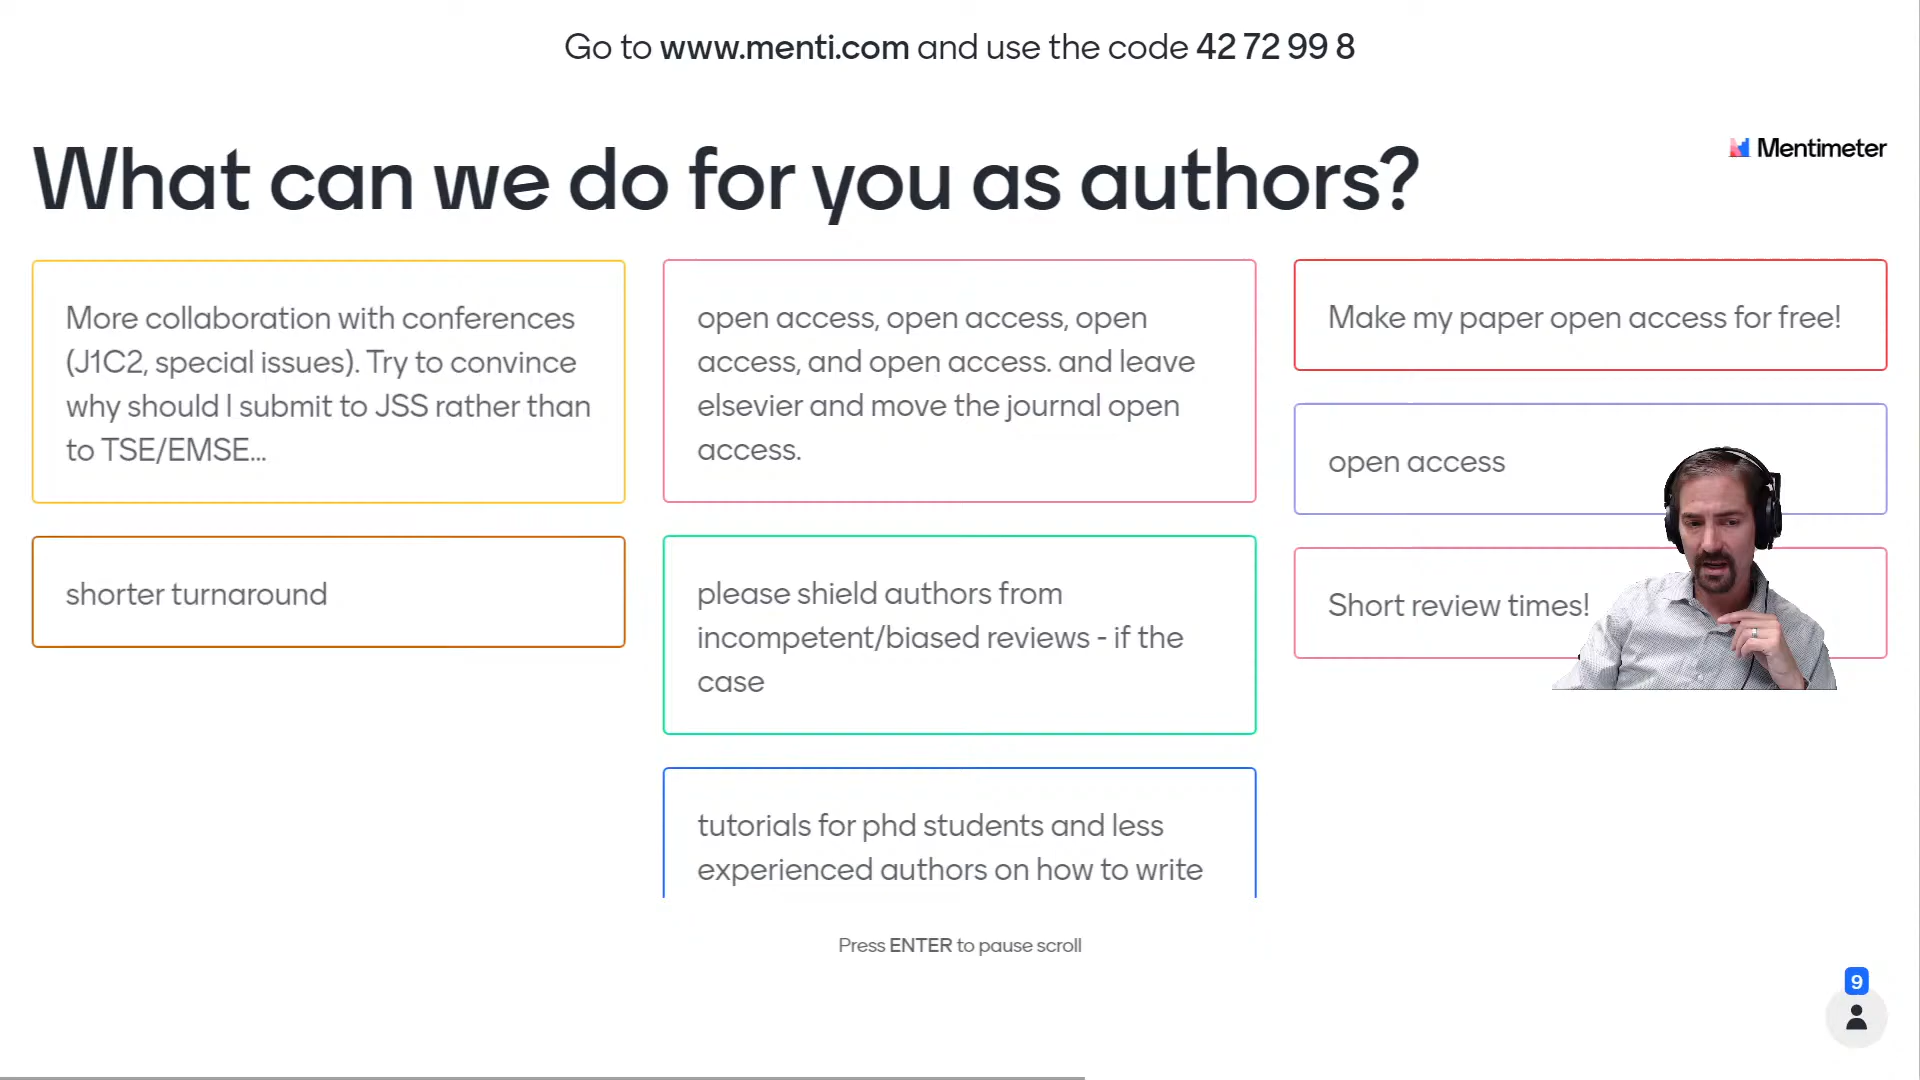 Go to www.menti.com and use the code 42 72 99 8
Mentimeter
What can we do for you as authors?
More collaboration with conferences
(J1C2, special issues). Try to convince
why should I submit to JSS rather than
to TSE/EMSE...
shorter turnaround
open access, open access, open
access, and open access. and leave
elsevier and move the journal open
access.
please shield authors from
incompetent/biased reviews - if the
case
tutorials for phd students and less
experienced authors on how to write
Make my paper open access for free!
open access
Short review times!
Press ENTER to pause scroll
9